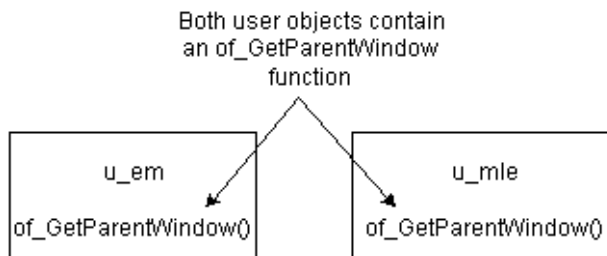 Both user objects contain
an of_GetParentWindow
function
u_em
u_mle
of_GetParentWindow()
of_GetParentWindow()